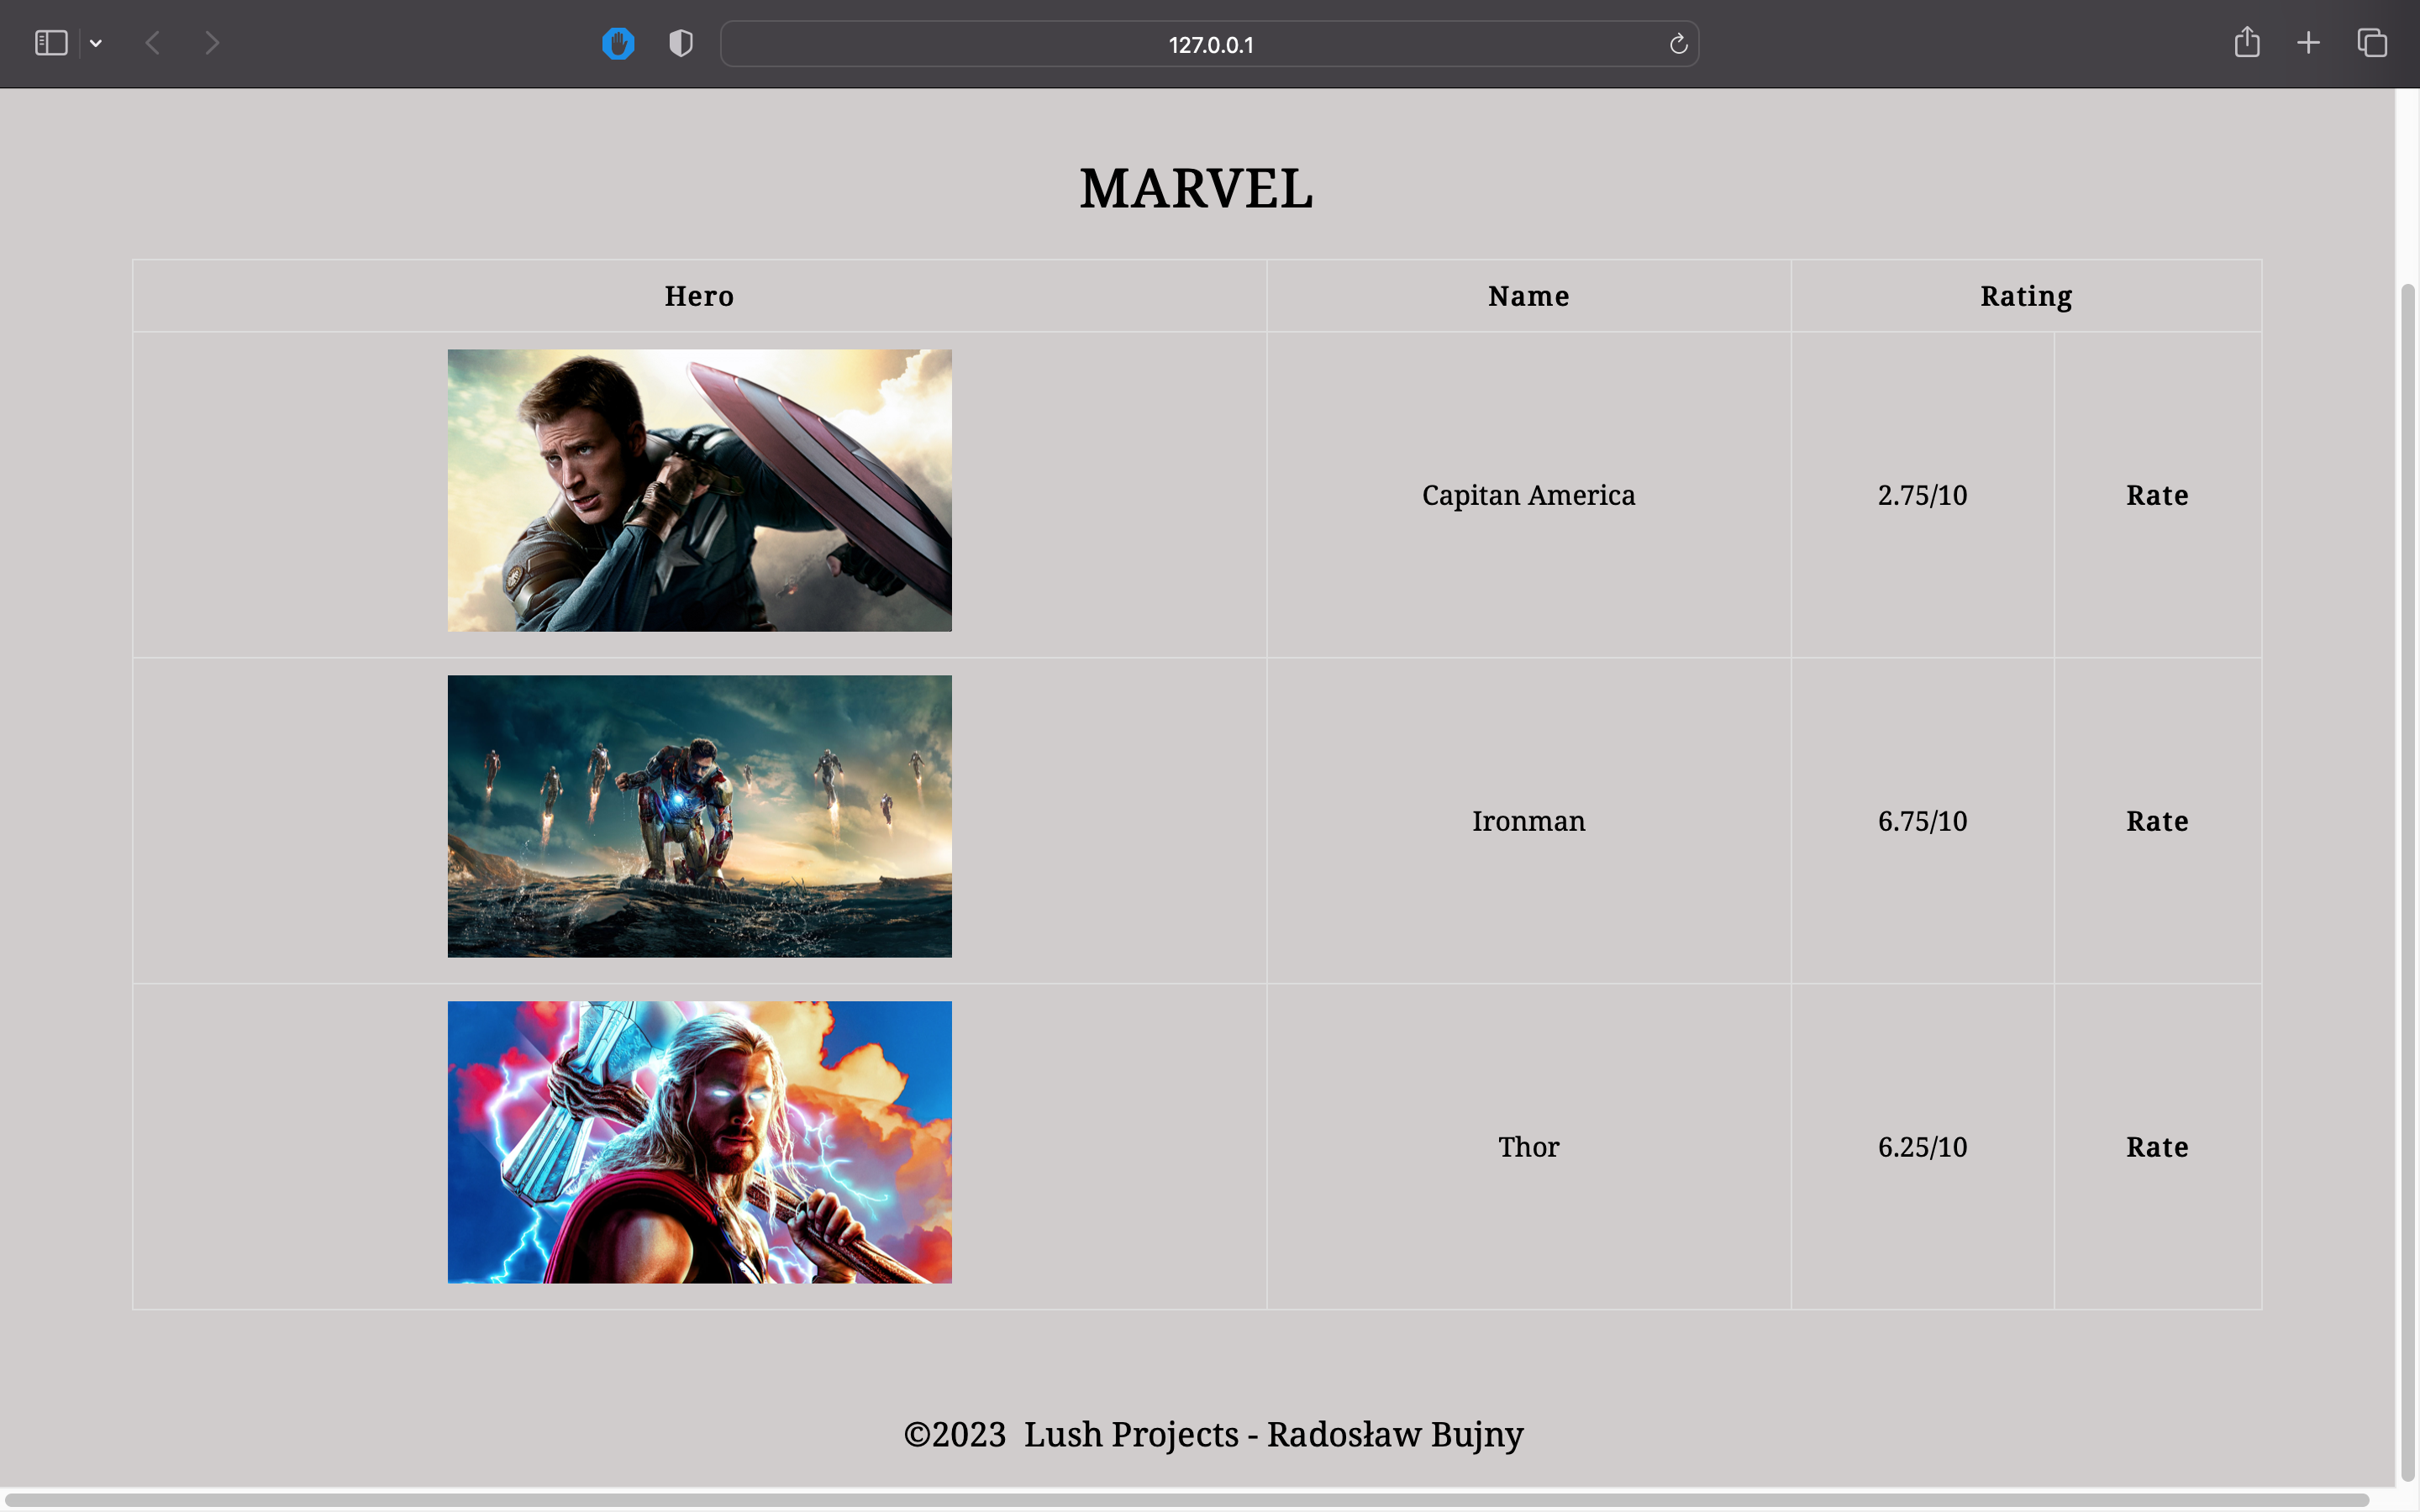 127.0.0.1
MARVEL
Hero Name Rating
Capitan America 2.75/10 Rate
Ironman 6.75/10 Rate
Thor 6.25/10 Rate
©2023 Lush Projects - Radosław Bujny